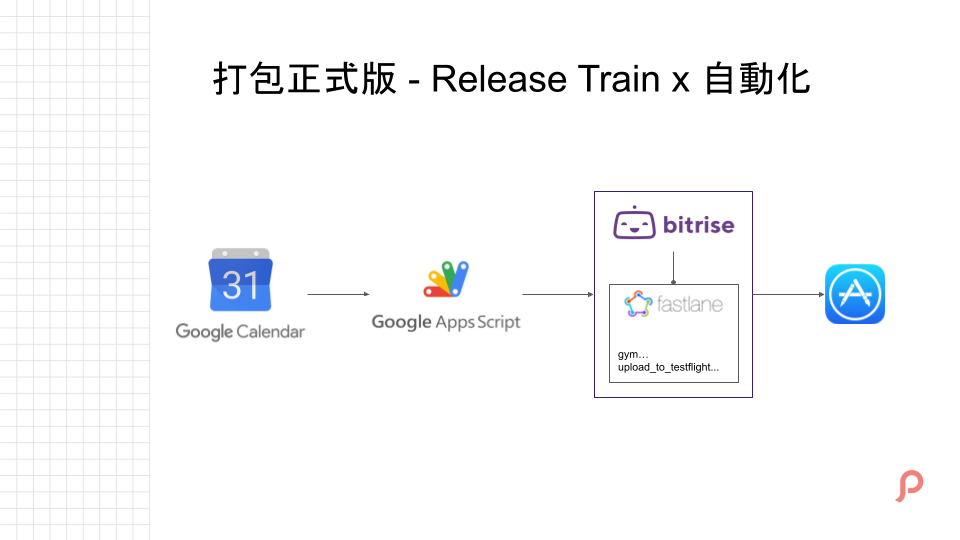 打包正式版 - Release Train x 自動化
bitrise
31
Google Calendar
Google Apps Script
fastlane
gym…
upload_to_testflight...